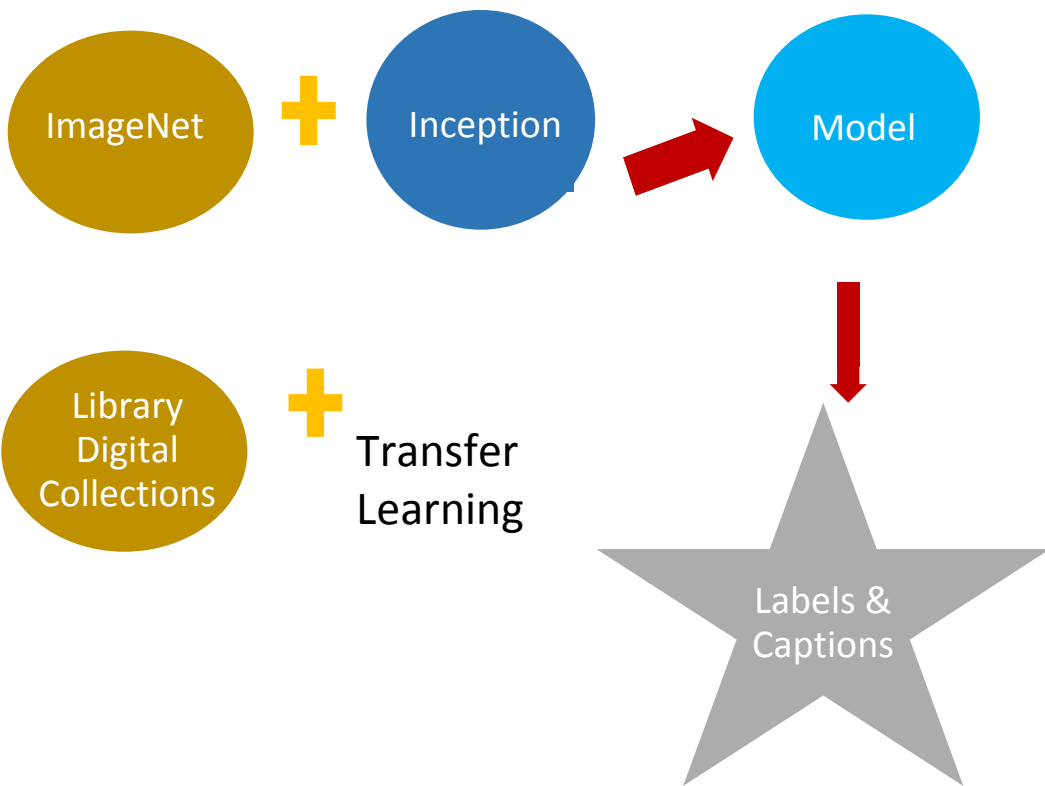 ImageNet
Inception
Model
Library
Digital
Collections
Transfer
Learning
Labels &
Captions